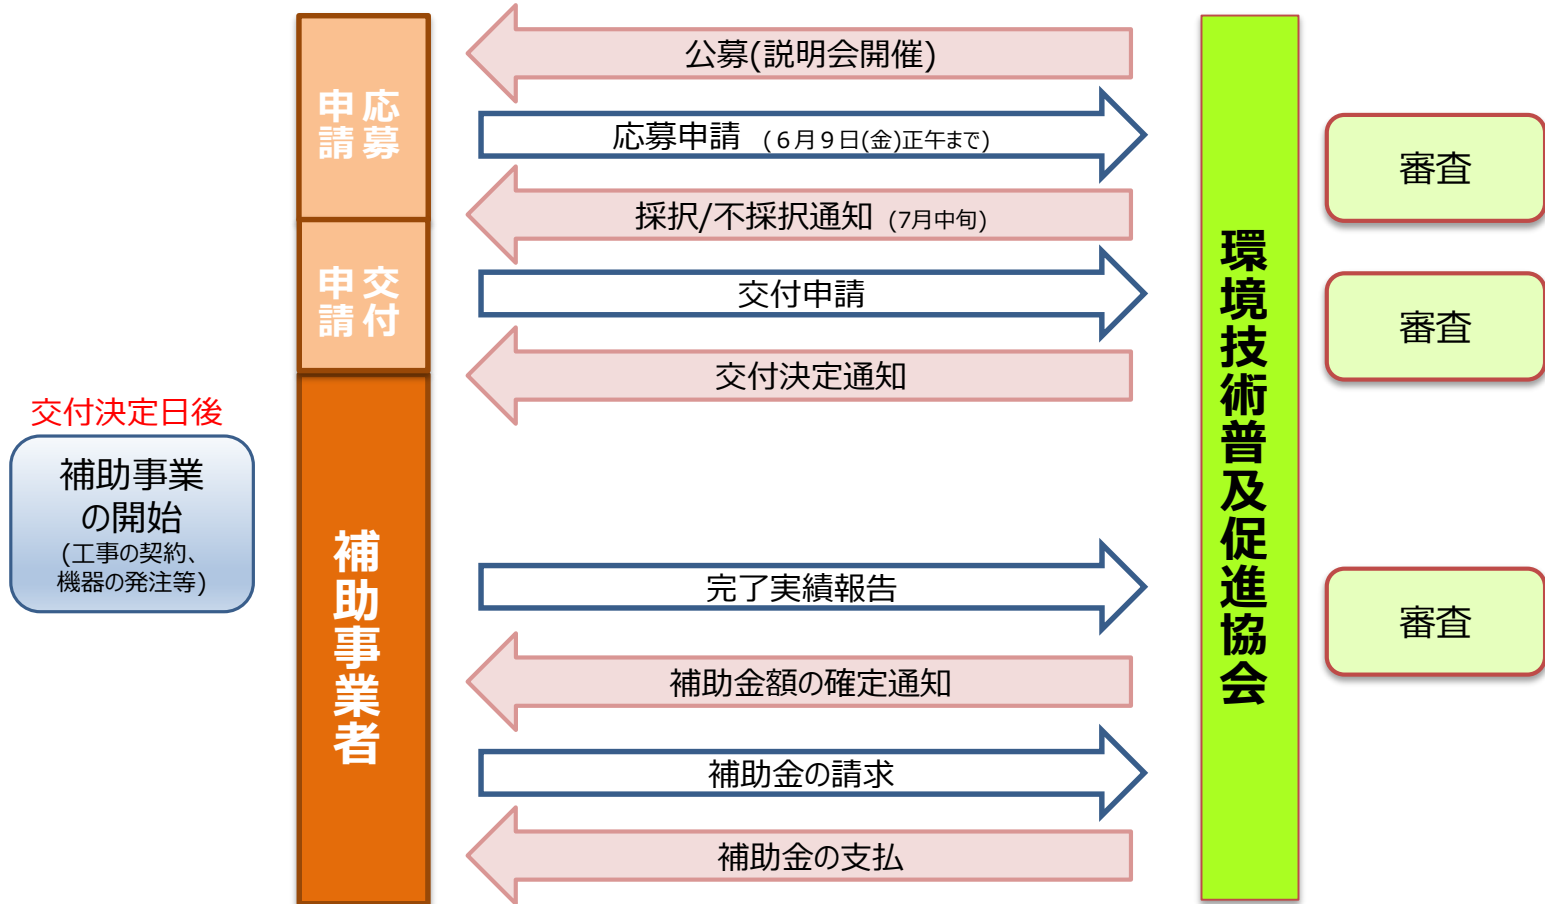 公募(説明会開催)
応募
申請
応募申請 (６月９日(金)正午まで)
審査
採択/不採択通知 (7月中旬)
交付
申請
交付申請
審査
交付決定通知
交付決定日後
補助事業
の開始
(工事の契約、
機器の発注等)
補助事業者
環境技術普及促進協会
完了実績報告
審査
補助金額の確定通知
補助金の請求
補助金の支払